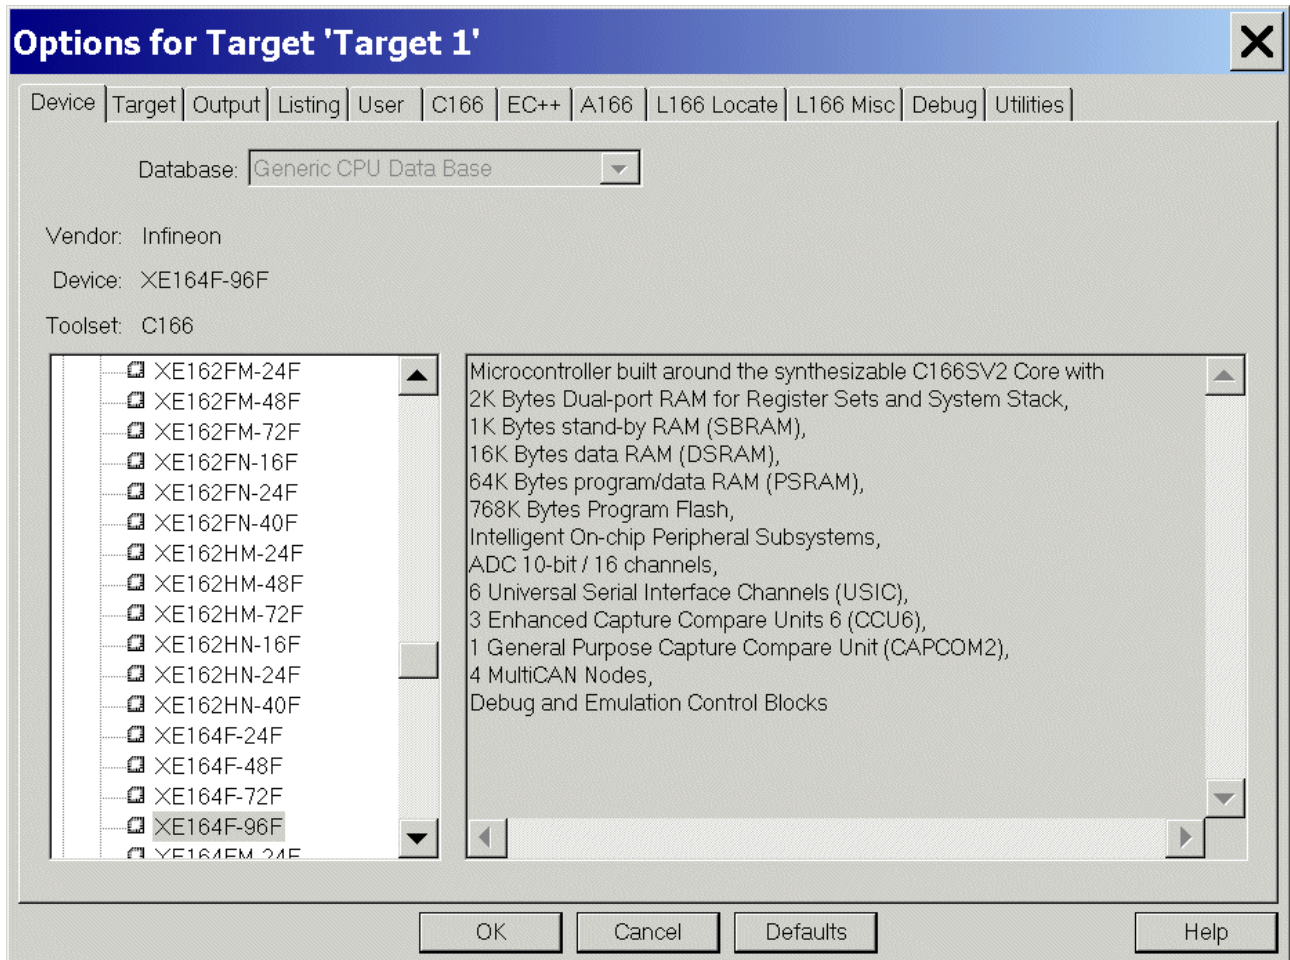 Options for Target 'Target 1'
Device Target Output Listing User C166 EC++ A166 L166 Locate L166 Misc Debug Utilities
Database: Generic CPU Data Base
Vendor: Infineon
Device: XE164F-96F
Toolset: C166
XE162FM-24F
XE162FM-48F
XE162FM-72F
XE162FN-16F
XE162FN-24F
XE162FN-40F
XE162HM-24F
XE162HM-48F
XE162HM-72F
XE162HN-16F
XE162HN-24F
XE162HN-40F
XE164F-24F
XE164F-48F
XE164F-72F
XE164F-96F
XE164FM-24F
Microcontroller built around the synthesizable C166SV2 Core with
2K Bytes Dual-port RAM for Register Sets and System Stack,
1K Bytes stand-by RAM (SBRAM),
16K Bytes data RAM (DSRAM),
64K Bytes program/data RAM (PSRAM),
768K Bytes Program Flash,
Intelligent On-chip Peripheral Subsystems,
ADC 10-bit / 16 channels,
6 Universal Serial Interface Channels (USIC),
3 Enhanced Capture Compare Units 6 (CCU6),
1 General Purpose Capture Compare Unit (CAPCOM2),
4 MultiCAN Nodes,
Debug and Emulation Control Blocks
OK Cancel Defaults Help